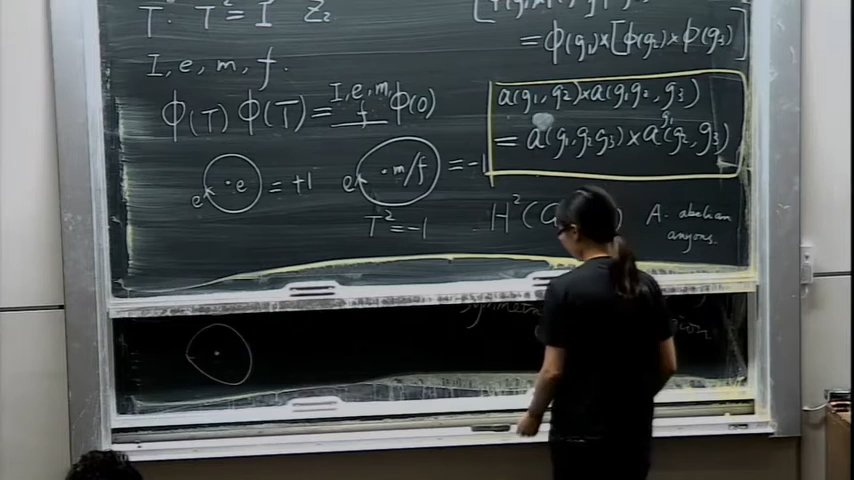 T. T² = I Z₂
I, e, m, f.
ϕ(T) ϕ(T) = I, e, m, f ϕ(0)
e · e = +1
e · m/f = -1
T² = -1
= ϕ(g₁) × [ϕ(g₂) × ϕ(g₃)]
a(g₁, g₂) × a(g₁g₂, g₃)
= a(g₁, g₂g₃) × a^{g₁}(g₂, g₃)
H²(G
A. abelian
anyons.